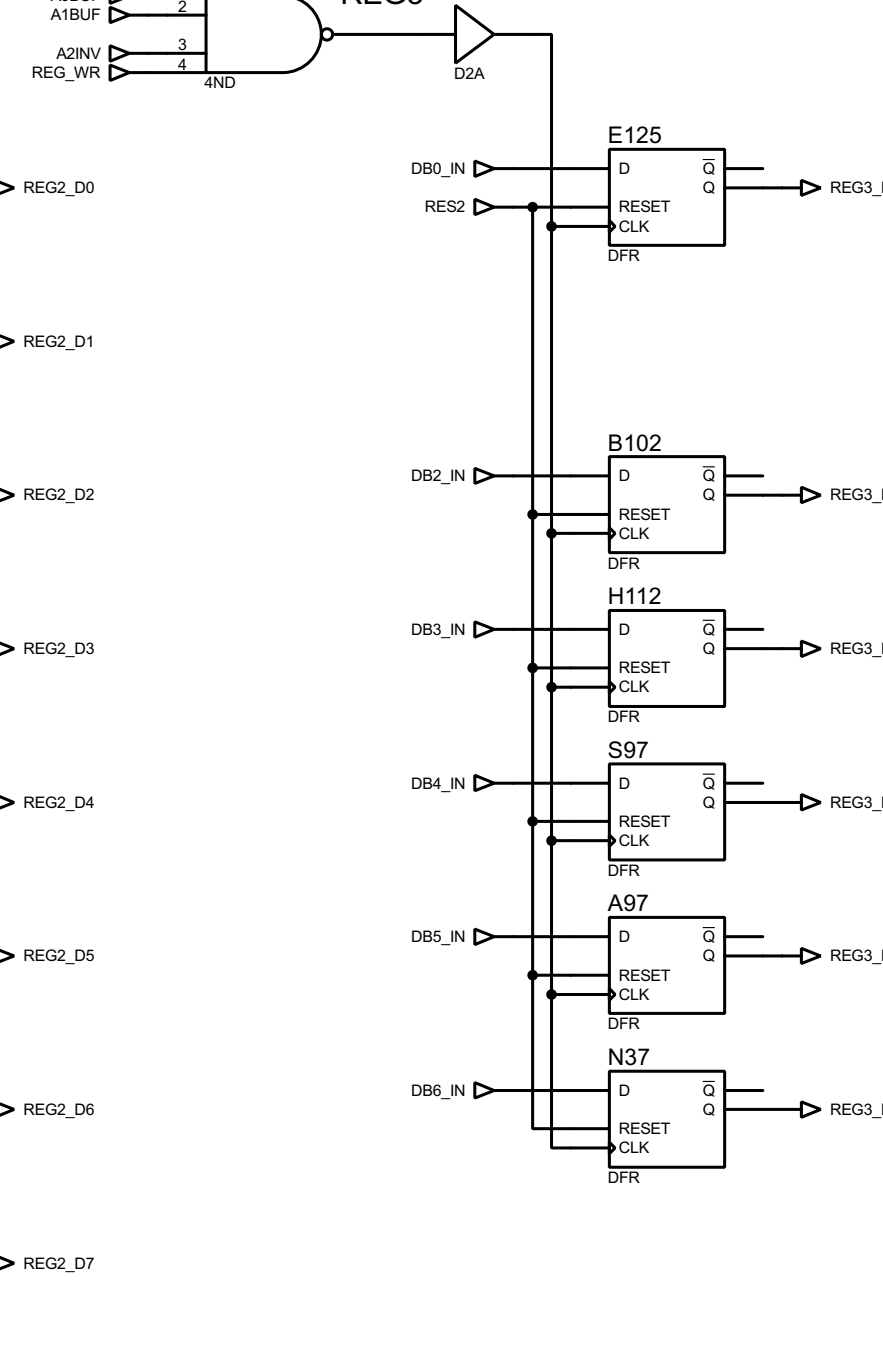 A1BUF 2
A2INV 3
REG_WR 4
4ND
D2A
E125
DB0_IN D Q
REG2_D0 Q
RES2 RESET
CLK
DFR
REG2_D1
B102
DB2_IN D Q
REG2_D2 Q
RESET
CLK
DFR
H112
DB3_IN D Q
REG2_D3 Q
RESET
CLK
DFR
S97
DB4_IN D Q
REG2_D4 Q
RESET
CLK
DFR
A97
DB5_IN D Q
REG2_D5 Q
RESET
CLK
DFR
N37
DB6_IN D Q
REG2_D6 Q
RESET
CLK
DFR
REG2_D7